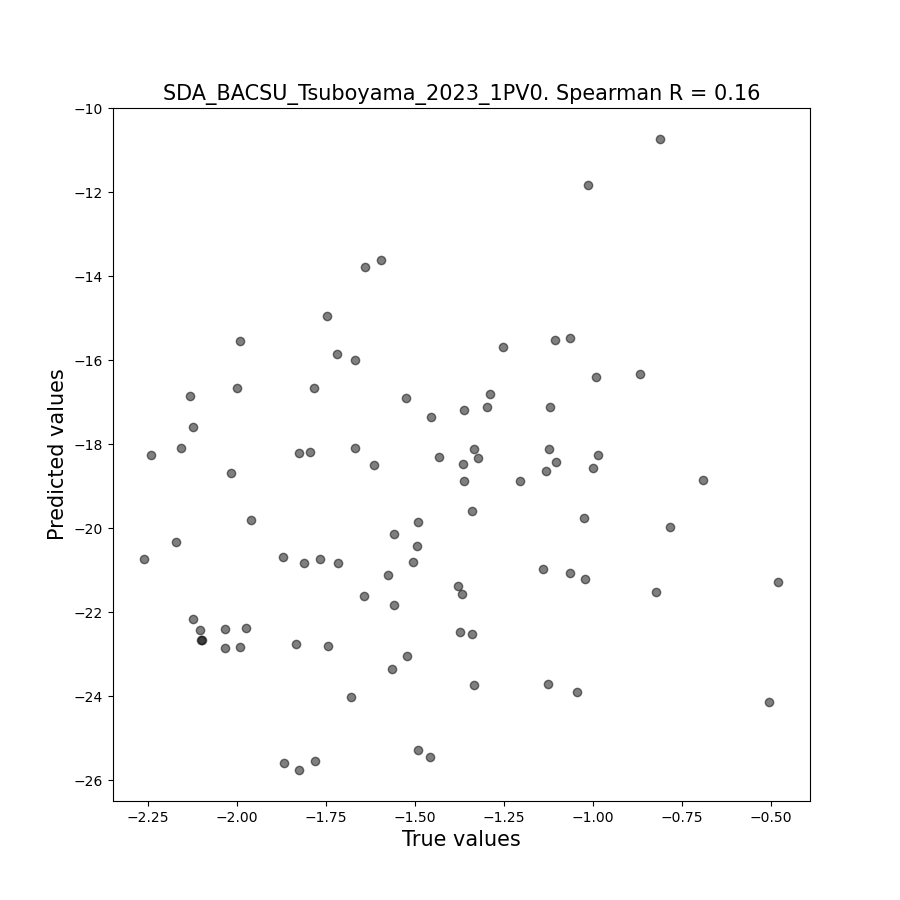 SDA_BACSU_Tsuboyama_2023_1PV0. Spearman R = 0.16
−10
−12
−14
−16
−18
−20
−22
−24
−26
Predicted values
−2.25 −2.00 −1.75 −1.50 −1.25 −1.00 −0.75 −0.50
True values